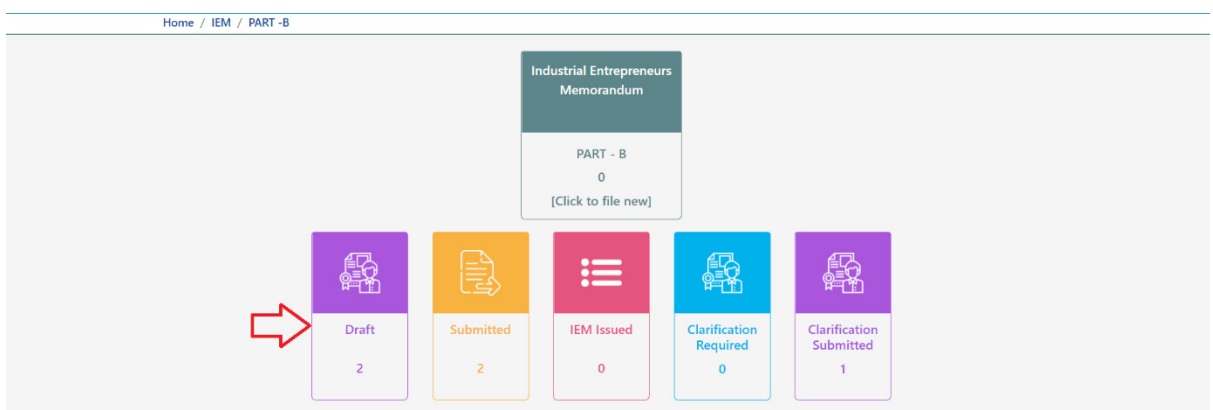 Home / IEM / PART -B
Industrial Entrepreneurs
Memorandum
PART - B
0
[Click to file new]
Draft
2
Submitted
2
IEM Issued
0
Clarification
Required
0
Clarification
Submitted
1